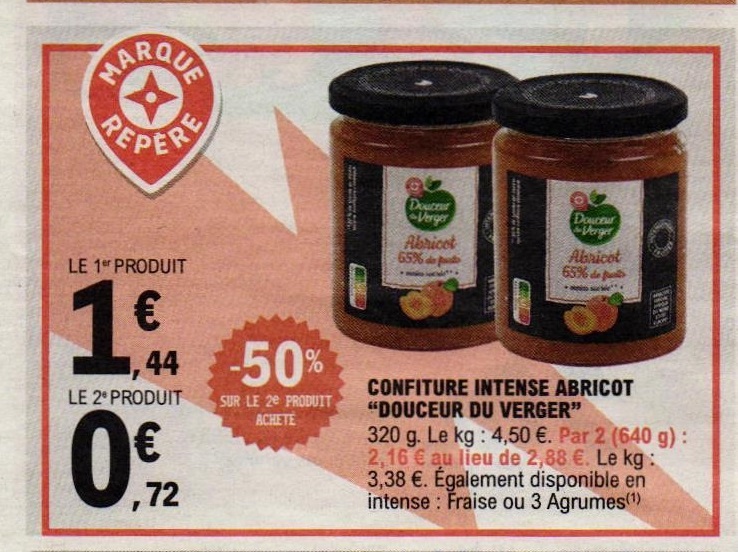 MARQUE
REPÈRE
LE 1er PRODUIT
1€,44
LE 2e PRODUIT
0€,72
-50%
SUR LE 2e PRODUIT
ACHETÉ
Douceur
du Verger
Abricot
65% de fruits
Douceur
du Verger
Abricot
65% de fruits
CONFITURE INTENSE ABRICOT
“DOUCEUR DU VERGER”
320 g. Le kg : 4,50 €. Par 2 (640 g) :
2,16 € au lieu de 2,88 €. Le kg :
3,38 €. Également disponible en
intense : Fraise ou 3 Agrumes(1)